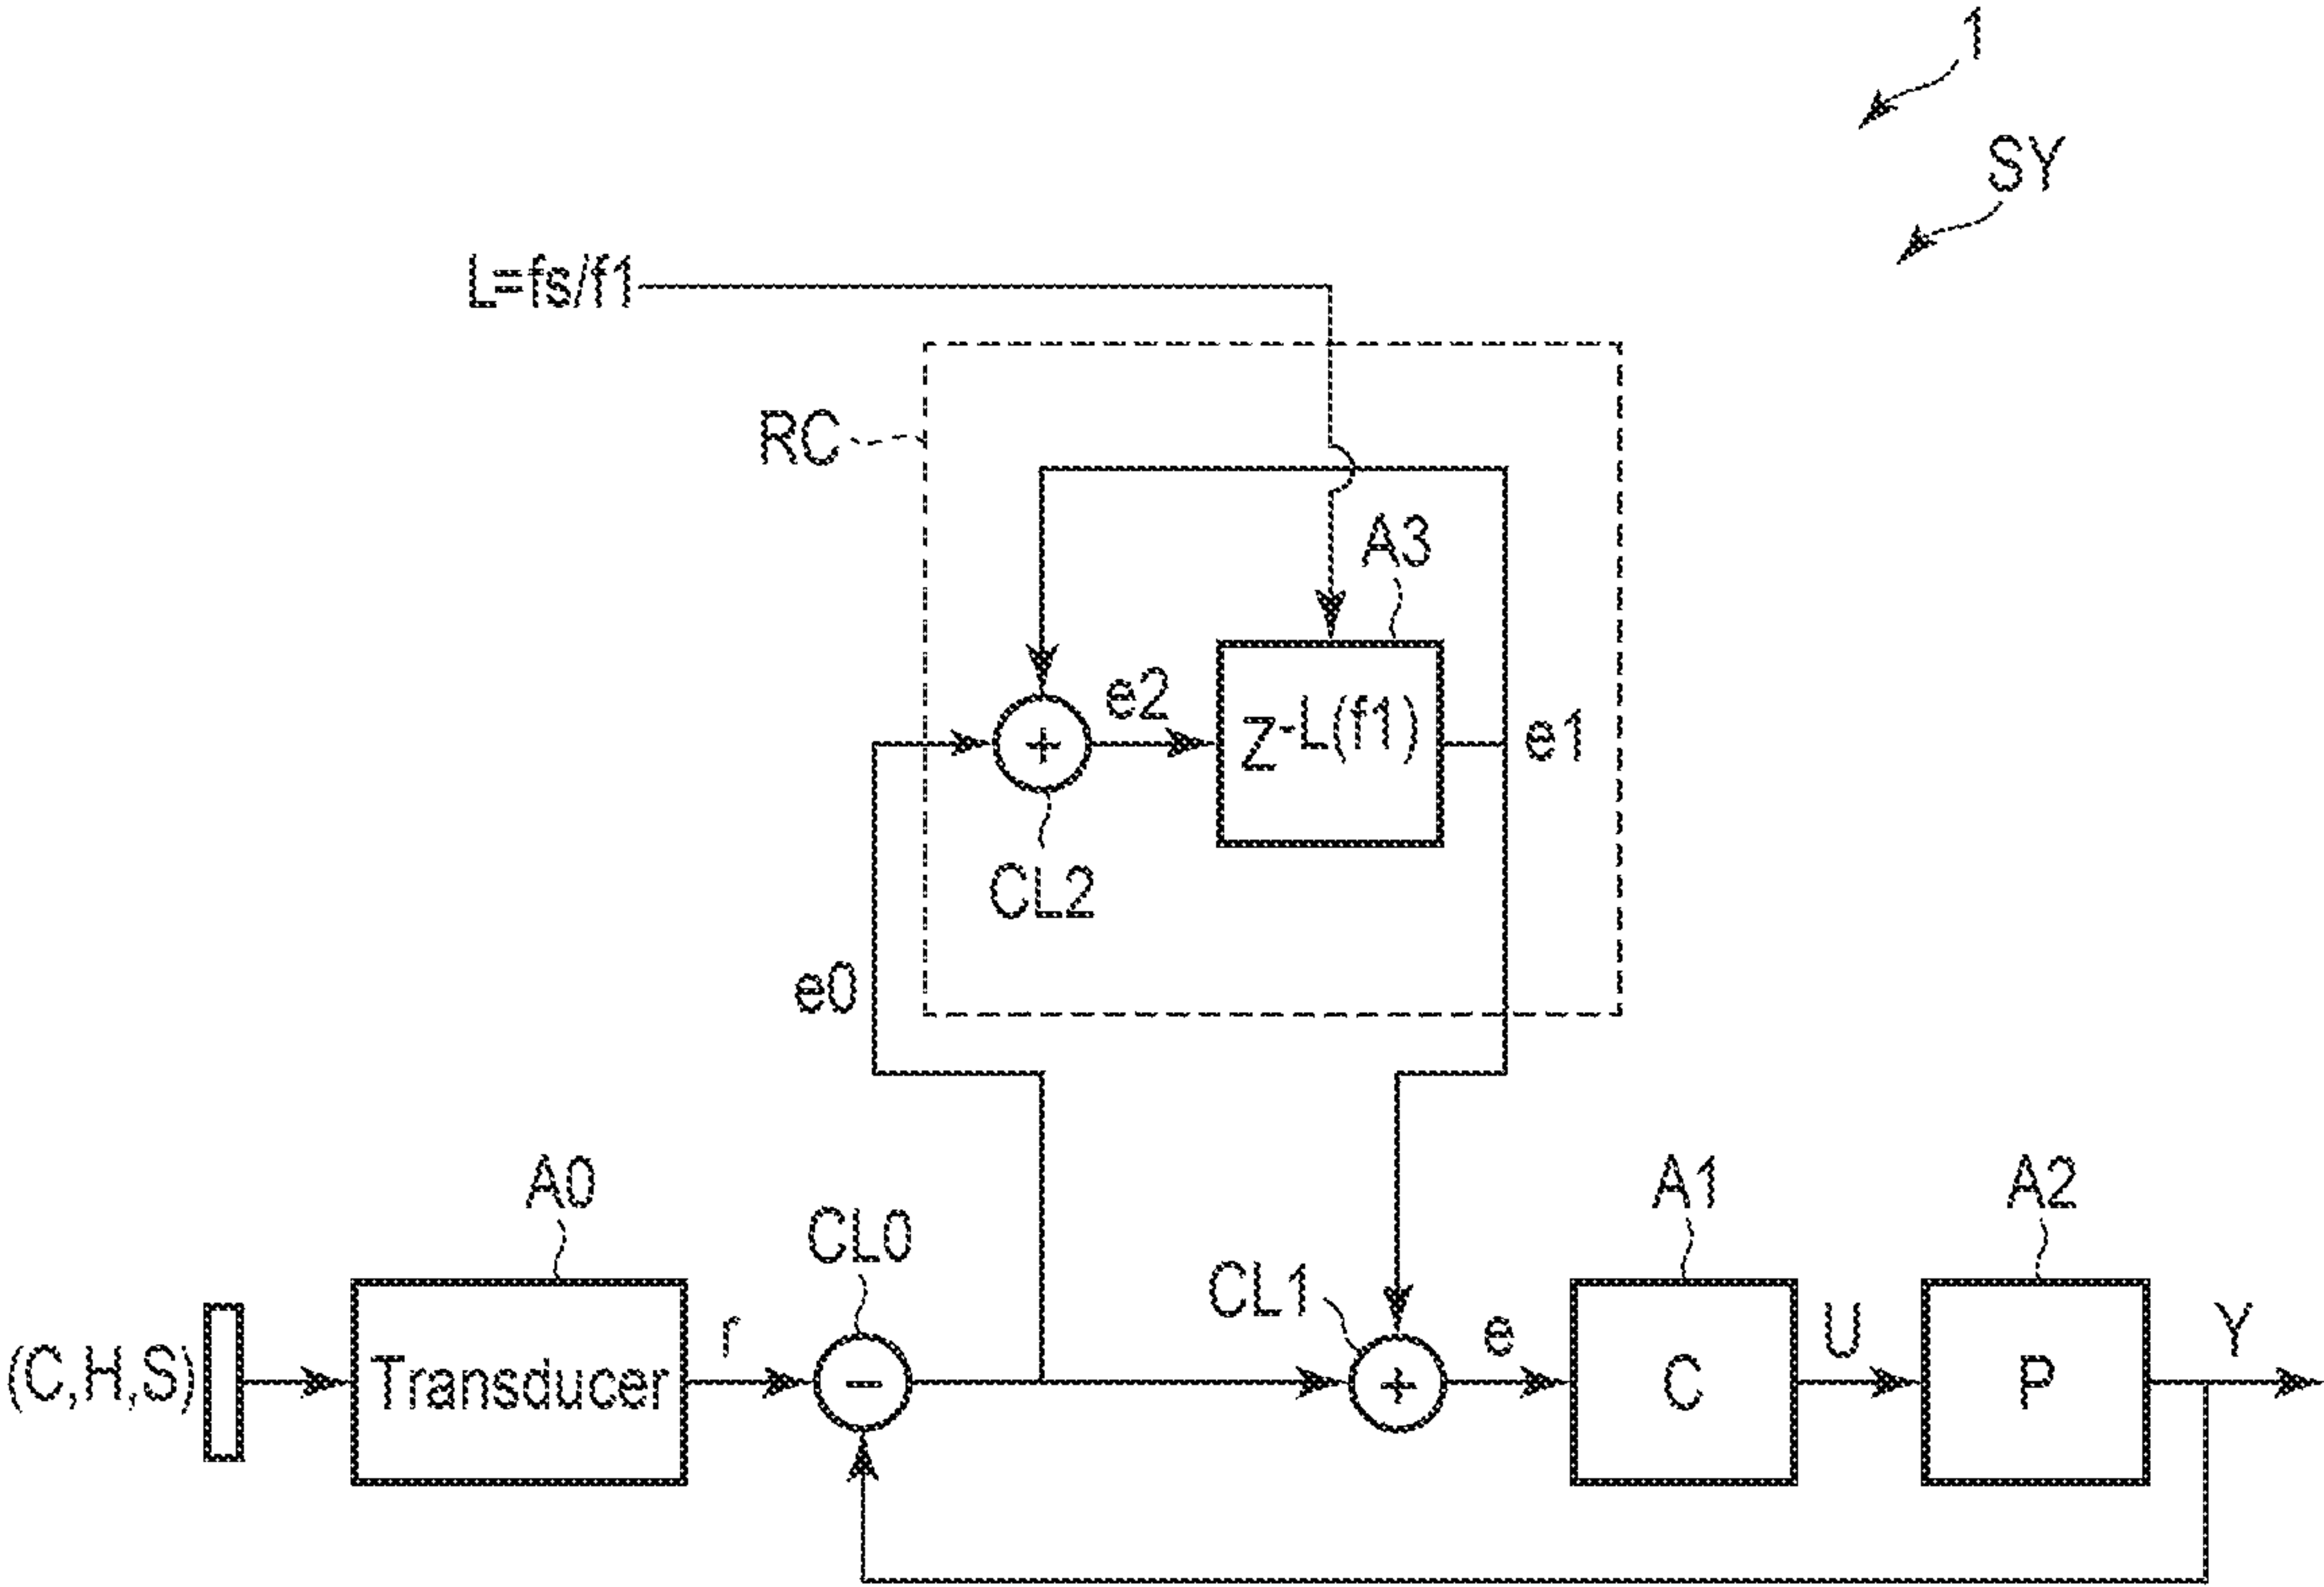 1
SY
L=fs/f1
RC
A3
e2
Z-L(f1)
e1
+
CL2
e0
A0
CL0
CL1
A1
A2
(C,H,S)
Transducer
r
-
+
e
C
U
P
Y